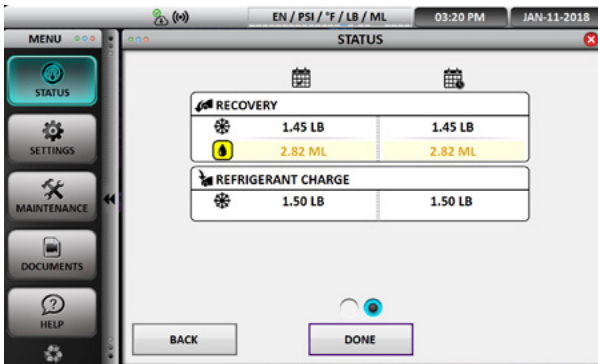 EN / PSI / °F / LB / ML 03:20 PM JAN-11-2018
MENU STATUS
STATUS
RECOVERY
1.45 LB 1.45 LB
2.82 ML 2.82 ML
SETTINGS
REFRIGERANT CHARGE
1.50 LB 1.50 LB
MAINTENANCE
DOCUMENTS
HELP
BACK DONE